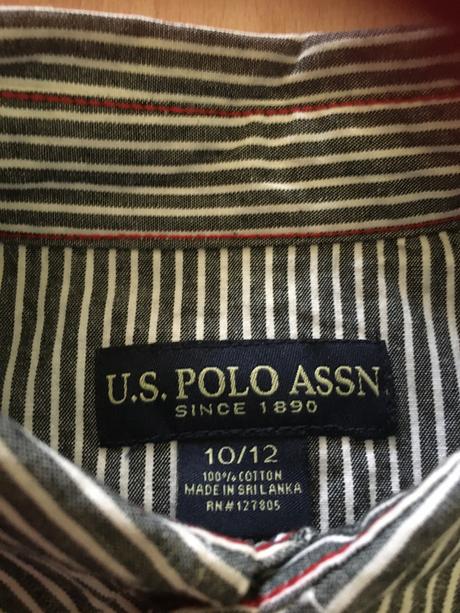 U.S. POLO ASSN
SINCE 1890
10/12
100% COTTON
MADE IN SRI LANKA
RN# 127805